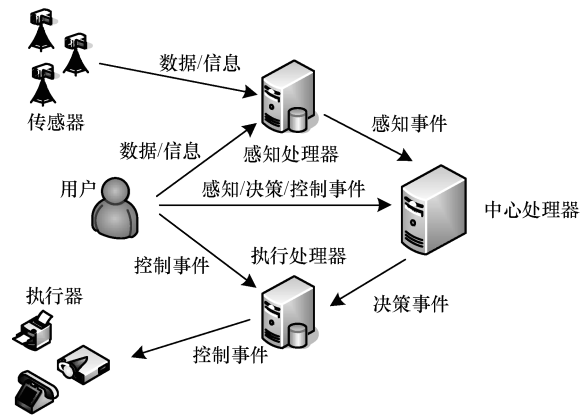 数据/信息
传感器
感知事件
数据/信息
感知处理器
用户
感知/决策/控制事件
中心处理器
控制事件
执行处理器
执行器
决策事件
控制事件